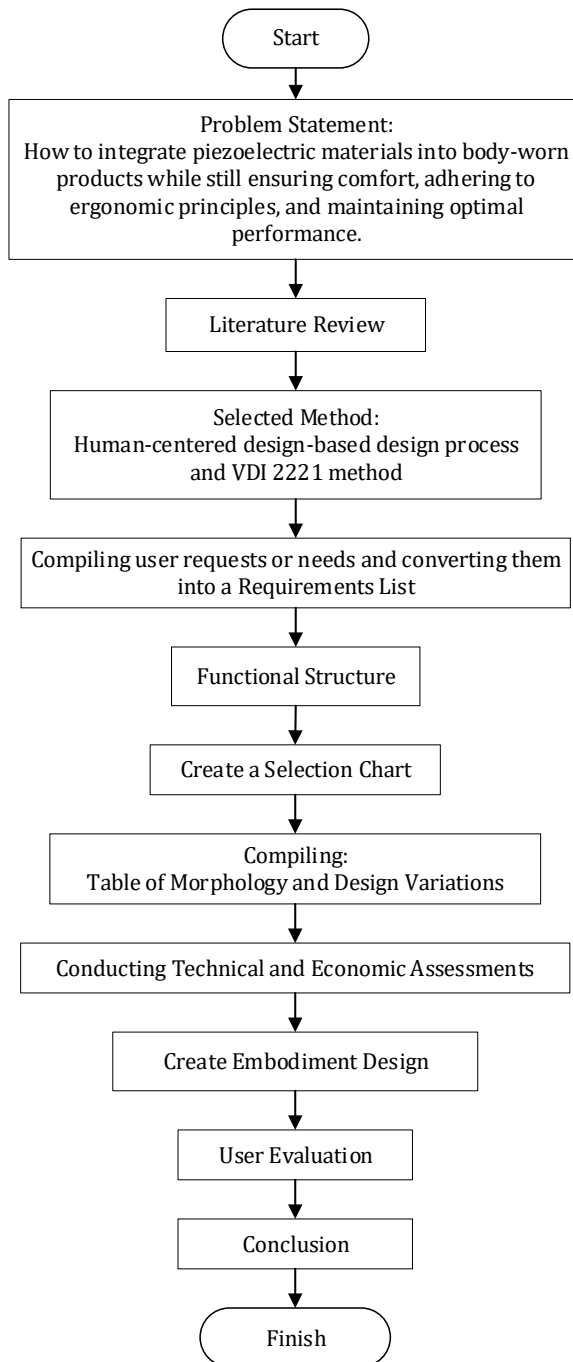 Start
Problem Statement:
How to integrate piezoelectric materials into body-worn
products while still ensuring comfort, adhering to
ergonomic principles, and maintaining optimal
performance.
Literature Review
Selected Method:
Human-centered design-based design process
and VDI 2221 method
Compiling user requests or needs and converting them
into a Requirements List
Functional Structure
Create a Selection Chart
Compiling:
Table of Morphology and Design Variations
Conducting Technical and Economic Assessments
Create Embodiment Design
User Evaluation
Conclusion
Finish